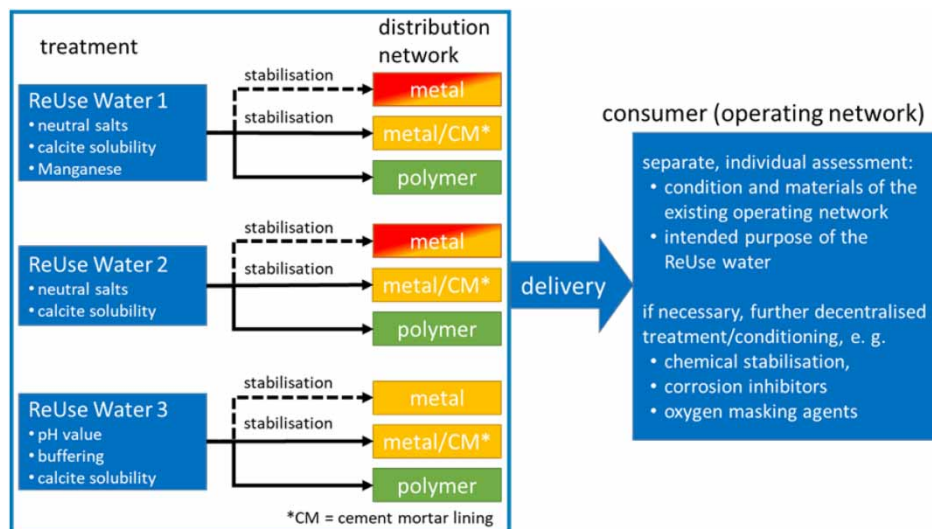 treatment
distribution
network
ReUse Water 1
• neutral salts
• calcite solubility
• Manganese
stabilisation
metal
stabilisation
metal/CM*
polymer
ReUse Water 2
• neutral salts
• calcite solubility
stabilisation
metal
stabilisation
metal/CM*
polymer
ReUse Water 3
• pH value
• buffering
• calcite solubility
stabilisation
metal
stabilisation
metal/CM*
polymer
*CM = cement mortar lining
delivery
consumer (operating network)
separate, individual assessment:
• condition and materials of the
existing operating network
• intended purpose of the
ReUse water
if necessary, further decentralised
treatment/conditioning, e. g.
• chemical stabilisation,
• corrosion inhibitors
• oxygen masking agents